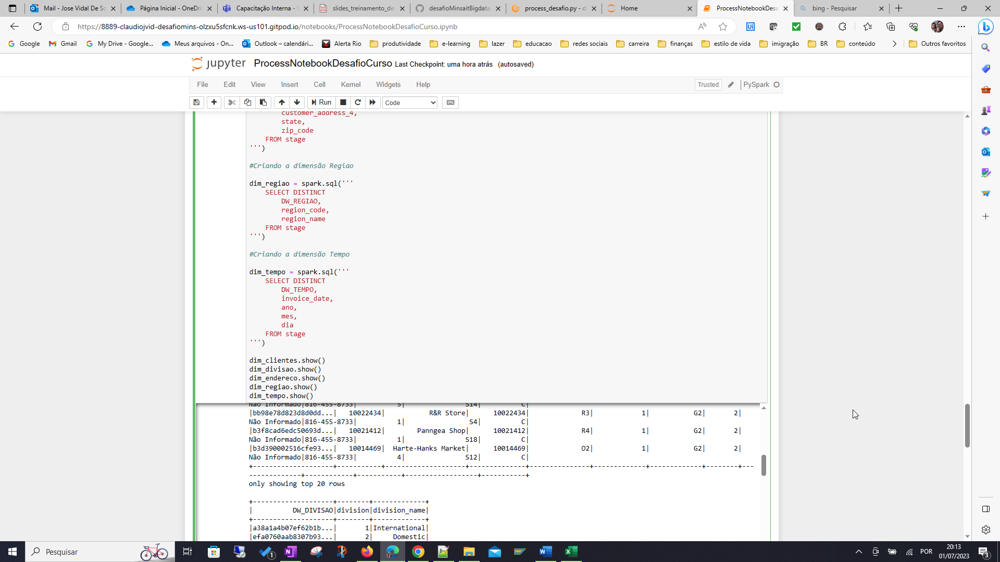 Mail - Jose Vidal De Sc
Página Inicial - OneDri
Capacitação Interna - S
slides_treinamento_de
desafioMinsaitBigdata
process_desafio.py - d
Home
ProcessNotebookDesa
bing - Pesquisar
https://8889-claudiojvid-desafiomins-olzxu5sfcnk.ws-us101.gitpod.io/notebooks/ProcessNotebookDesafioCurso.ipynb
Google
Gmail
My Drive - Google...
Meus arquivos - On...
Outlook – calendári...
Alerta Rio
produtividade
e-learning
lazer
educacao
redes sociais
carreira
finanças
estilo de vida
imigração
BR
conteúdo
Outros favoritos
jupyter ProcessNotebookDesafioCurso Last Checkpoint: uma hora atrás (autosaved)
File Edit View Insert Cell Kernel Widgets Help
Trusted
PySpark
Run
Code
customer_address_4,
state,
zip_code
FROM stage
''')
#Criando a dimensão Regiao
dim_regiao = spark.sql('''
SELECT DISTINCT
DW_REGIAO,
region_code,
region_name
FROM stage
''')
#Criando a dimensão Tempo
dim_tempo = spark.sql('''
SELECT DISTINCT
DW_TEMPO,
invoice_date,
ano,
mes,
dia
FROM stage
''')
dim_clientes.show()
dim_divisao.show()
dim_endereco.show()
dim_regiao.show()
dim_tempo.show()
Não Informado|816-455-8733| 5| S14| C|
|bb98e78d823d8d0dd...| 10022434| R&R Store| 10022434| R3| 1| G2| 2|
Não Informado|816-455-8733| 1| S4| C|
|b3f8cad6edc50693d...| 10021412| Panngea Shop| 10021412| R4| 1| G2| 2|
Não Informado|816-455-8733| 1| S18| C|
|b3d390002516cfe93...| 10014469| Harte-Hanks Market| 10014469| O2| 1| G2| 2|
Não Informado|816-455-8733| 4| S12| C|
+--------------------+-----------+--------------------+--------------+---------------+-------------+-------------+--------+---
-------------+------------+-----------+------------------+-----------+
only showing top 20 rows
+--------------------+--------+-------------+
| DW_DIVISAO|division|division_name|
+--------------------+--------+-------------+
|a38a1a4b07ef62b1b...| 1|International|
|efa0760aab8307b93...| 2| Domestic|
Pesquisar
1
POR
20:13
01/07/2023
3